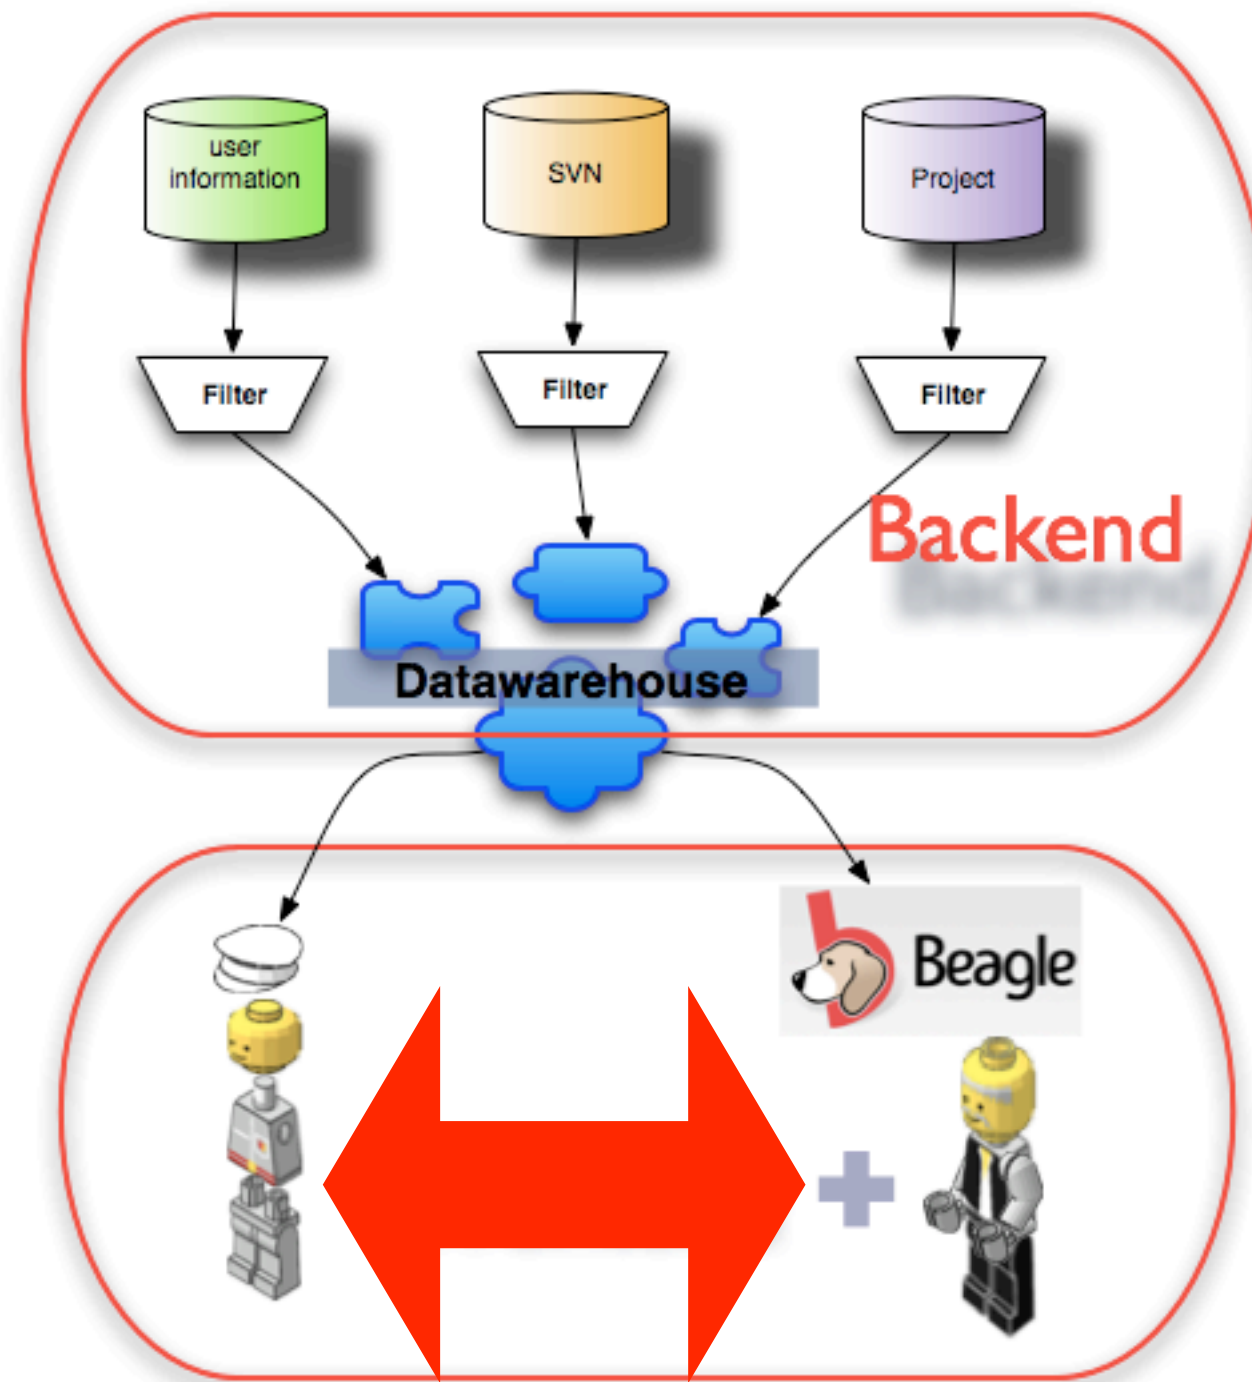 user
information
SVN
Project
Filter
Filter
Filter
Backend
Datawarehouse
Beagle